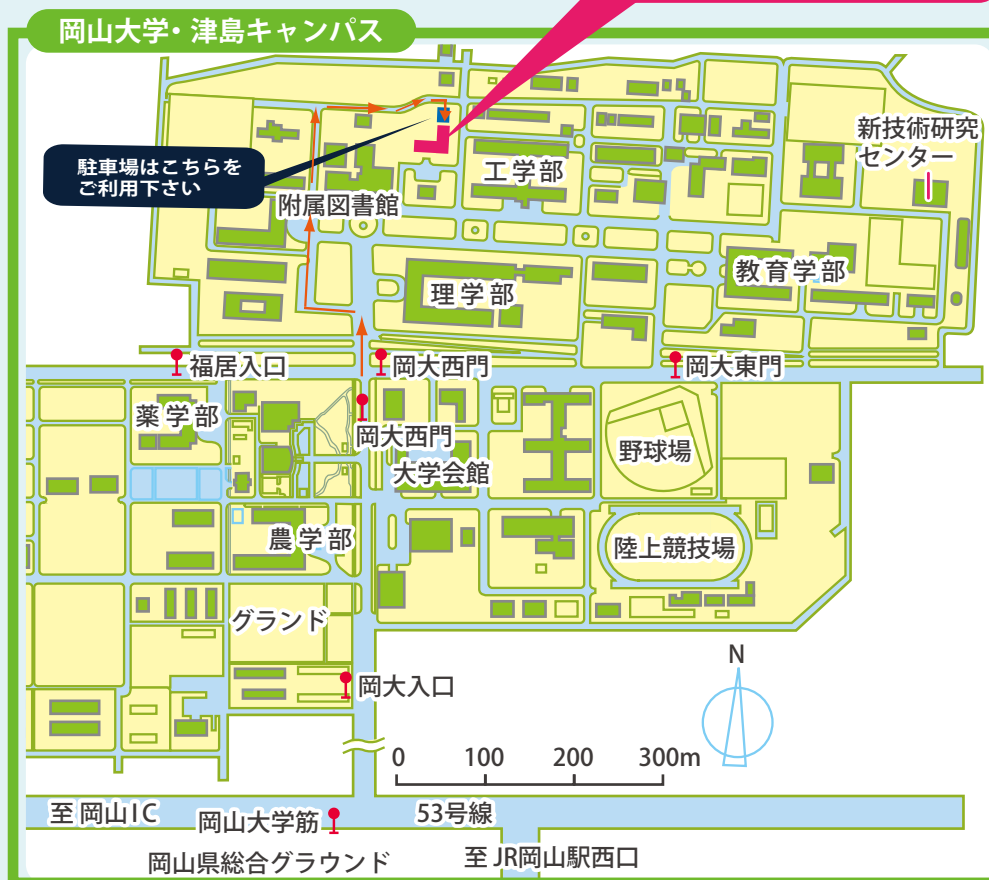 岡山大学・津島キャンパス
駐車場はこちらを
ご利用下さい
附属図書館
工学部
新技術研究
センター
理学部
教育学部
福居入口
岡大西門
岡大東門
薬学部
岡大西門
大学会館
野球場
農学部
陸上競技場
グランド
岡大入口
N
0 100 200 300m
至 岡山IC
岡山大学筋
53号線
岡山県総合グラウンド
至 JR岡山駅西口